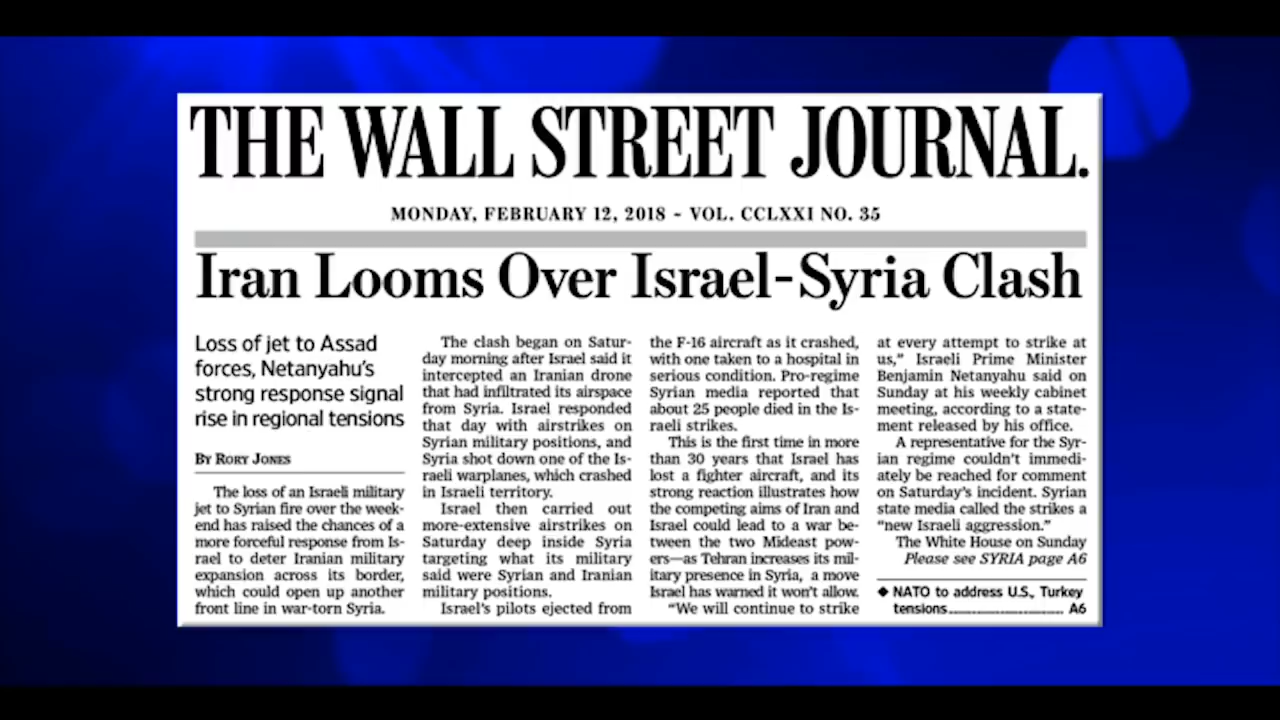 THE WALL STREET JOURNAL.
MONDAY, FEBRUARY 12, 2018 ~ VOL. CCLXXI NO. 35
Iran Looms Over Israel-Syria Clash
Loss of jet to Assad
forces, Netanyahu's
strong response signal
rise in regional tensions
BY RORY JONES
The loss of an Israeli military
jet to Syrian fire over the week-
end has raised the chances of a
more forceful response from Is-
rael to deter Iranian military
expansion across its border,
which could open up another
front line in war-torn Syria.
The clash began on Satur-
day morning after Israel said it
intercepted an Iranian drone
that had infiltrated its airspace
from Syria. Israel responded
that day with airstrikes on
Syrian military positions, and
Syria shot down one of the Is-
raeli warplanes, which crashed
in Israeli territory.
Israel then carried out
more-extensive airstrikes on
Saturday deep inside Syria
targeting what its military
said were Syrian and Iranian
military positions.
Israel's pilots ejected from
the F-16 aircraft as it crashed,
with one taken to a hospital in
serious condition. Pro-regime
Syrian media reported that
about 25 people died in the Is-
raeli strikes.
This is the first time in more
than 30 years that Israel has
lost a fighter aircraft, and its
strong reaction illustrates how
the competing aims of Iran and
Israel could lead to a war be-
tween the two Mideast pow-
ers—as Tehran increases its mil-
itary presence in Syria, a move
Israel has warned it won't allow.
"We will continue to strike
at every attempt to strike at
us," Israeli Prime Minister
Benjamin Netanyahu said on
Sunday at his weekly cabinet
meeting, according to a state-
ment released by his office.
A representative for the Syr-
ian regime couldn't immedi-
ately be reached for comment
on Saturday's incident. Syrian
state media called the strikes a
"new Israeli aggression."
The White House on Sunday
Please see SYRIA page A6
◆ NATO to address U.S., Turkey
tensions........................ A6